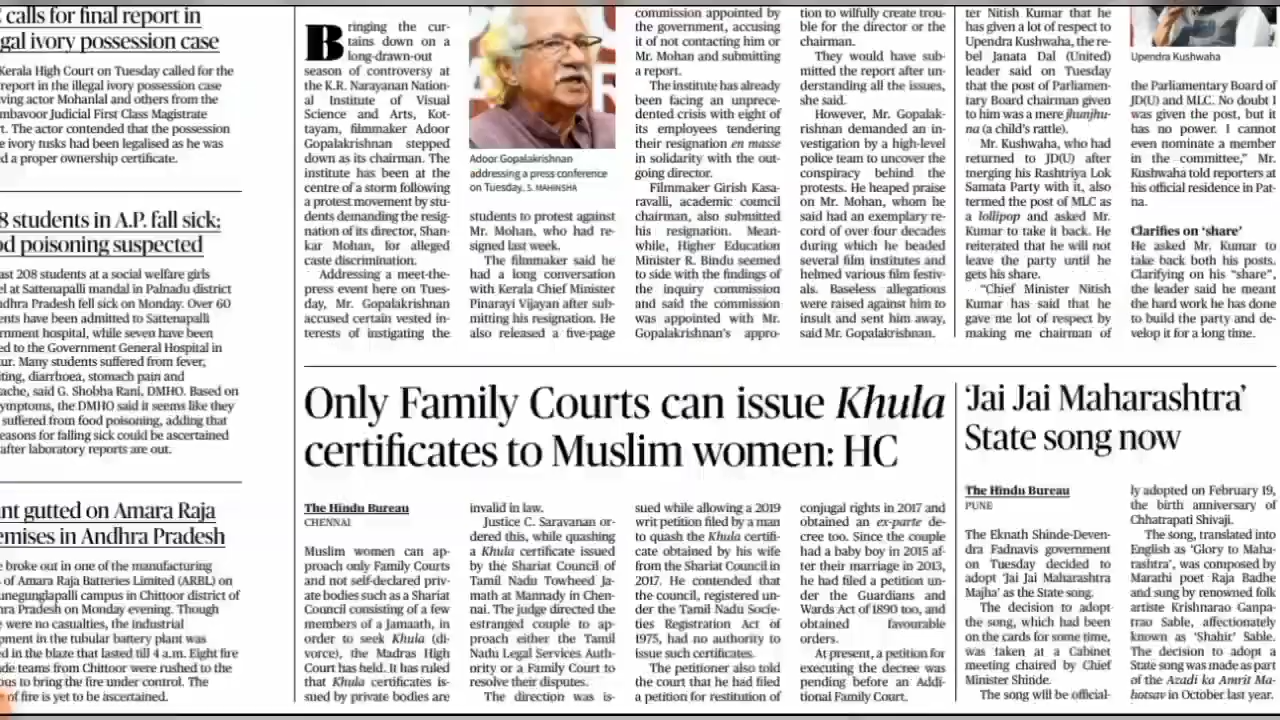 calls for final report in
gal ivory possession case
Kerala High Court on Tuesday called for the
report in the illegal ivory possession case
ving actor Mohanlal and others from the
mbavoor Judicial First Class Magistrate
t. The actor contended that the possession
e ivory tusks had been legalised as he was
ed a proper ownership certificate.
8 students in A.P. fall sick;
od poisoning suspected
ast 208 students at a social welfare girls
el at Sattenapalli mandal in Palnadu district
ndhra Pradesh fell sick on Monday. Over 60
ents have been admitted to Sattenapalli
rnment hospital, while seven have been
ed to the Government General Hospital in
ur. Many students suffered from fever,
iting, diarrhoea, stomach pain and
ache, said G. Shobha Rani, DMHO. Based on
ymptoms, the DMHO said it seems like they
suffered from food poisoning, adding that
easons for falling sick could be ascertained
after laboratory reports are out.
nt gutted on Amara Raja
emises in Andhra Pradesh
e broke out in one of the manufacturing
of Amara Raja Batteries Limited (ARBL) on
unegunglapalli campus in Chittoor district of
hra Pradesh on Monday evening. Though
were no casualties, the industrial
pment in the tubular battery plant was
ed in the blaze that lasted till 4 a.m. Eight fire
de teams from Chittoor were rushed to the
ous to bring the fire under control. The
of fire is yet to be ascertained.
Bringing the cur-
tains down on a
long-drawn-out
season of controversy at
the K.R. Narayanan Nation-
al Institute of Visual
Science and Arts, Kot-
tayam, filmmaker Adoor
Gopalakrishnan stepped
down as its chairman. The
institute has been at the
centre of a storm following
a protest movement by stu-
dents demanding the resig-
nation of its director, Shan-
kar Mohan, for alleged
caste discrimination.
Addressing a meet-the-
press event here on Tues-
day, Mr. Gopalakrishnan
accused certain vested in-
terests of instigating the
Adoor Gopalakrishnan
addressing a press conference
on Tuesday. S. MAHINSHA
students to protest against
Mr. Mohan, who had re-
signed last week.
The filmmaker said he
had a long conversation
with Kerala Chief Minister
Pinarayi Vijayan after sub-
mitting his resignation. He
also released a five-page
commission appointed by
the government, accusing
it of not contacting him or
Mr. Mohan and submitting
a report.
The institute has already
been facing an unprece-
dented crisis with eight of
its employees tendering
their resignation en masse
in solidarity with the out-
going director.
Filmmaker Girish Kasa-
ravalli, academic council
chairman, also submitted
his resignation. Mean-
while, Higher Education
Minister R. Bindu seemed
to side with the findings of
the inquiry commission
and said the commission
was appointed with Mr.
Gopalakrishnan's appro-
tion to wilfully create trou-
ble for the director or the
chairman.
They would have sub-
mitted the report after un-
derstanding all the issues,
she said.
However, Mr. Gopalak-
rishnan demanded an in-
vestigation by a high-level
police team to uncover the
conspiracy behind the
protests. He heaped praise
on Mr. Mohan, whom he
said had an exemplary re-
cord of over four decades
during which he headed
several film institutes and
helmed various film festiv-
als. Baseless allegations
were raised against him to
insult and sent him away,
said Mr. Gopalakrishnan.
ter Nitish Kumar that he
has given a lot of respect to
Upendra Kushwaha, the re-
bel Janata Dal (United)
leader said on Tuesday
that the post of Parliamen-
tary Board chairman given
to him was a mere jhunjhu-
na (a child's rattle).
Mr. Kushwaha, who had
returned to JD(U) after
merging his Rashtriya Lok
Samata Party with it, also
termed the post of MLC as
a lollipop and asked Mr.
Kumar to take it back. He
reiterated that he will not
leave the party until he
gets his share.
"Chief Minister Nitish
Kumar has said that he
gave me lot of respect by
making me chairman of
Upendra Kushwaha
the Parliamentary Board of
JD(U) and MLC. No doubt I
was given the post, but it
has no power. I cannot
even nominate a member
in the committee," Mr.
Kushwaha told reporters at
his official residence in Pat-
na.
Clarifies on 'share'
He asked Mr. Kumar to
take back both his posts.
Clarifying on his "share",
the leader said he meant
the hard work he has done
to build the party and de-
velop it for a long time.
Only Family Courts can issue Khula
certificates to Muslim women: HC
The Hindu Bureau
CHENNAI
Muslim women can ap-
proach only Family Courts
and not self-declared priv-
ate bodies such as a Shariat
Council consisting of a few
members of a Jamaath, in
order to seek Khula (di-
vorce), the Madras High
Court has held. It has ruled
that Khula certificates is-
sued by private bodies are
invalid in law.
Justice C. Saravanan or-
dered this, while quashing
a Khula certificate issued
by the Shariat Council of
Tamil Nadu Towheed Ja-
math at Mannady in Chen-
nai. The judge directed the
estranged couple to ap-
proach either the Tamil
Nadu Legal Services Auth-
ority or a Family Court to
resolve their disputes.
The direction was is-
sued while allowing a 2019
writ petition filed by a man
to quash the Khula certifi-
cate obtained by his wife
from the Shariat Council in
2017. He contended that
the council, registered un-
der the Tamil Nadu Socie-
ties Registration Act of
1975, had no authority to
issue such certificates.
The petitioner also told
the court that he had filed
a petition for restitution of
conjugal rights in 2017 and
obtained an ex-parte de-
cree too. Since the couple
had a baby boy in 2015 af-
ter their marriage in 2013,
he had filed a petition un-
der the Guardians and
Wards Act of 1890 too, and
obtained favourable
orders.
At present, a petition for
executing the decree was
pending before an Addi-
tional Family Court.
'Jai Jai Maharashtra'
State song now
The Hindu Bureau
PUNE
The Eknath Shinde-Deven-
dra Fadnavis government
on Tuesday decided to
adopt 'Jai Jai Maharashtra
Majha' as the State song.
The decision to adopt
the song, which had been
on the cards for some time,
was taken at a Cabinet
meeting chaired by Chief
Minister Shinde.
The song will be official-
ly adopted on February 19,
the birth anniversary of
Chhatrapati Shivaji.
The song, translated into
English as 'Glory to Maha-
rashtra', was composed by
Marathi poet Raja Badhe
and sung by renowned folk
artiste Krishnarao Ganpa-
trao Sable, affectionately
known as 'Shahir' Sable.
The decision to adopt a
State song was made as part
of the Azadi ka Amrit Ma-
hotsav in October last year.